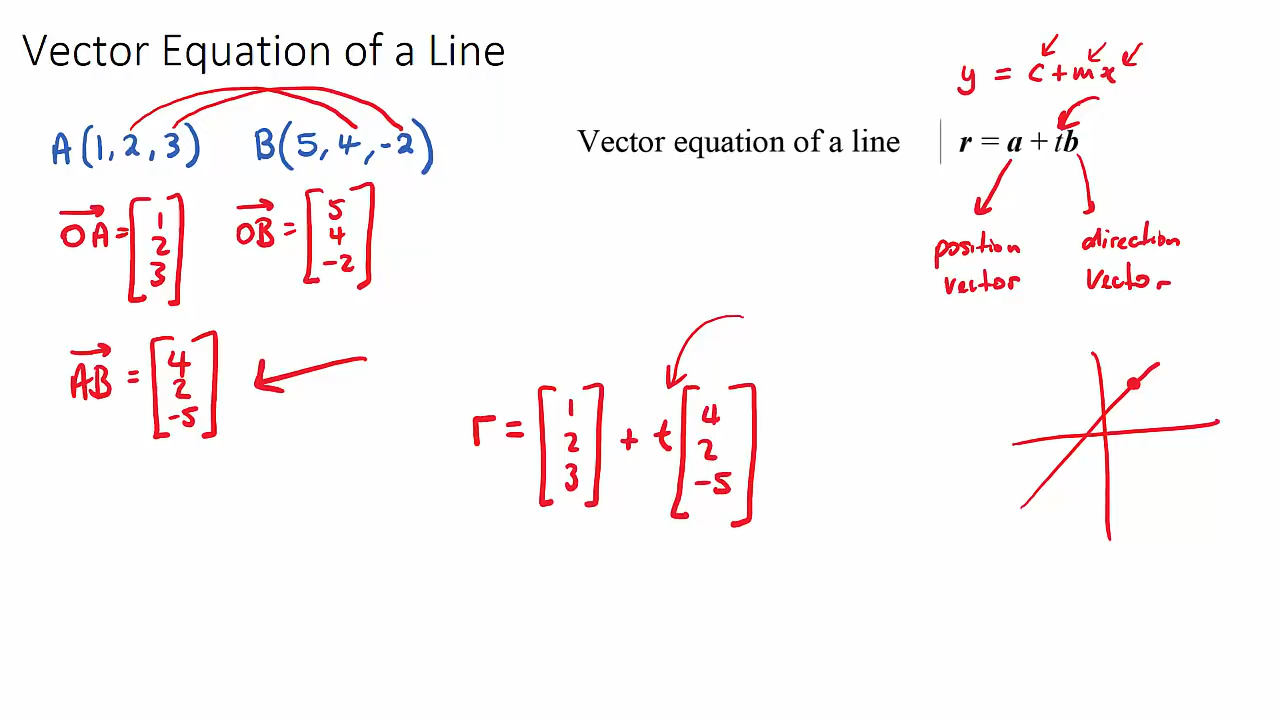 Vector Equation of a Line
A(1, 2, 3) B(5, 4, -2)
OA = [1 2 3] OB = [5 4 -2]
AB = [4 2 -5]
y = c + mx
Vector equation of a line r = a + tb
position vector
direction vector
r = [1 2 3] + t [4 2 -5]